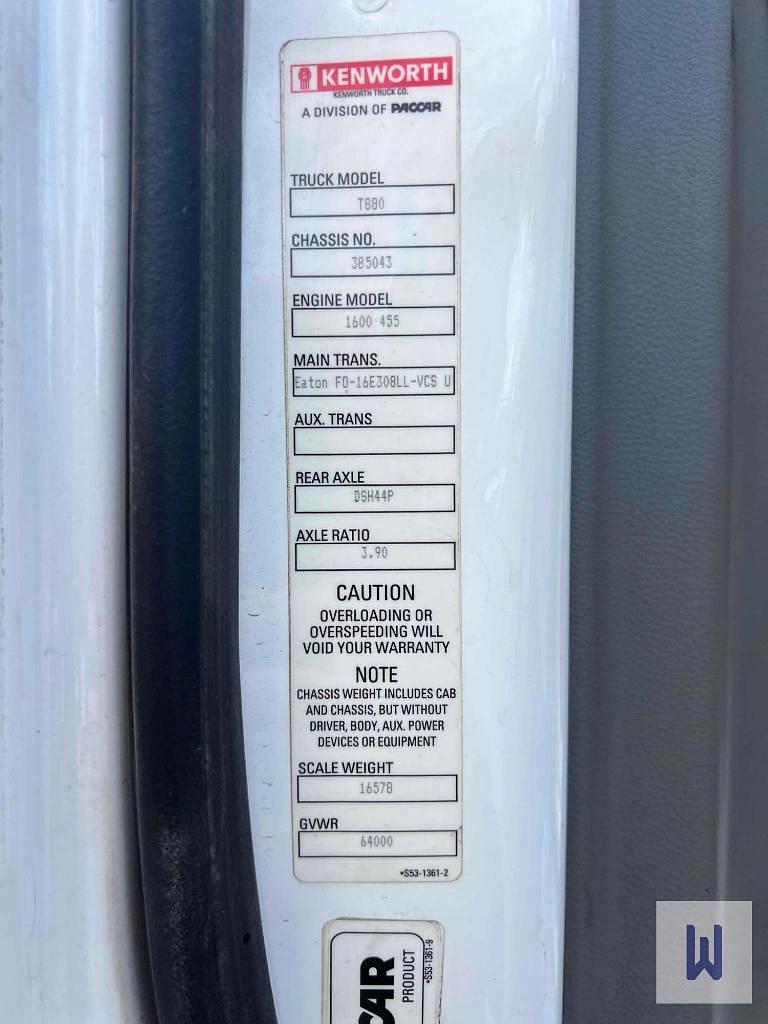 KENWORTH
KENWORTH TRUCK CO.
A DIVISION OF PACCAR
TRUCK MODEL
T880
CHASSIS NO.
385043
ENGINE MODEL
1600 455
MAIN TRANS.
Eaton FO-16E308LL-VCS U
AUX. TRANS
REAR AXLE
DSH44P
AXLE RATIO
3.90
CAUTION
OVERLOADING OR
OVERSPEEDING WILL
VOID YOUR WARRANTY
NOTE
CHASSIS WEIGHT INCLUDES CAB
AND CHASSIS, BUT WITHOUT
DRIVER, BODY, AUX. POWER
DEVICES OR EQUIPMENT
SCALE WEIGHT
16578
GVWR
64000
*S53-1361-2
CAR
PRODUCT
*S53-1361-9
W